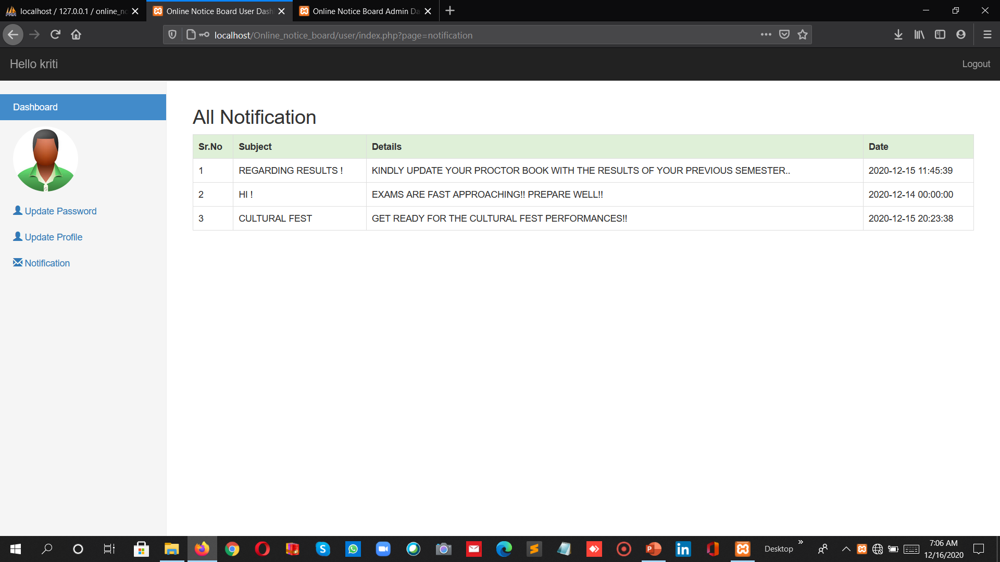 localhost / 127.0.0.1 / online_no
Online Notice Board User Dash
Online Notice Board Admin Da
localhost/Online_notice_board/user/index.php?page=notification
Hello kriti
Logout
Dashboard
Update Password
Update Profile
Notification
All Notification
Sr.No Subject Details Date
1 REGARDING RESULTS ! KINDLY UPDATE YOUR PROCTOR BOOK WITH THE RESULTS OF YOUR PREVIOUS SEMESTER.. 2020-12-15 11:45:39
2 HI ! EXAMS ARE FAST APPROACHING!! PREPARE WELL!! 2020-12-14 00:00:00
3 CULTURAL FEST GET READY FOR THE CULTURAL FEST PERFORMANCES!! 2020-12-15 20:23:38
Desktop
7:06 AM
12/16/2020